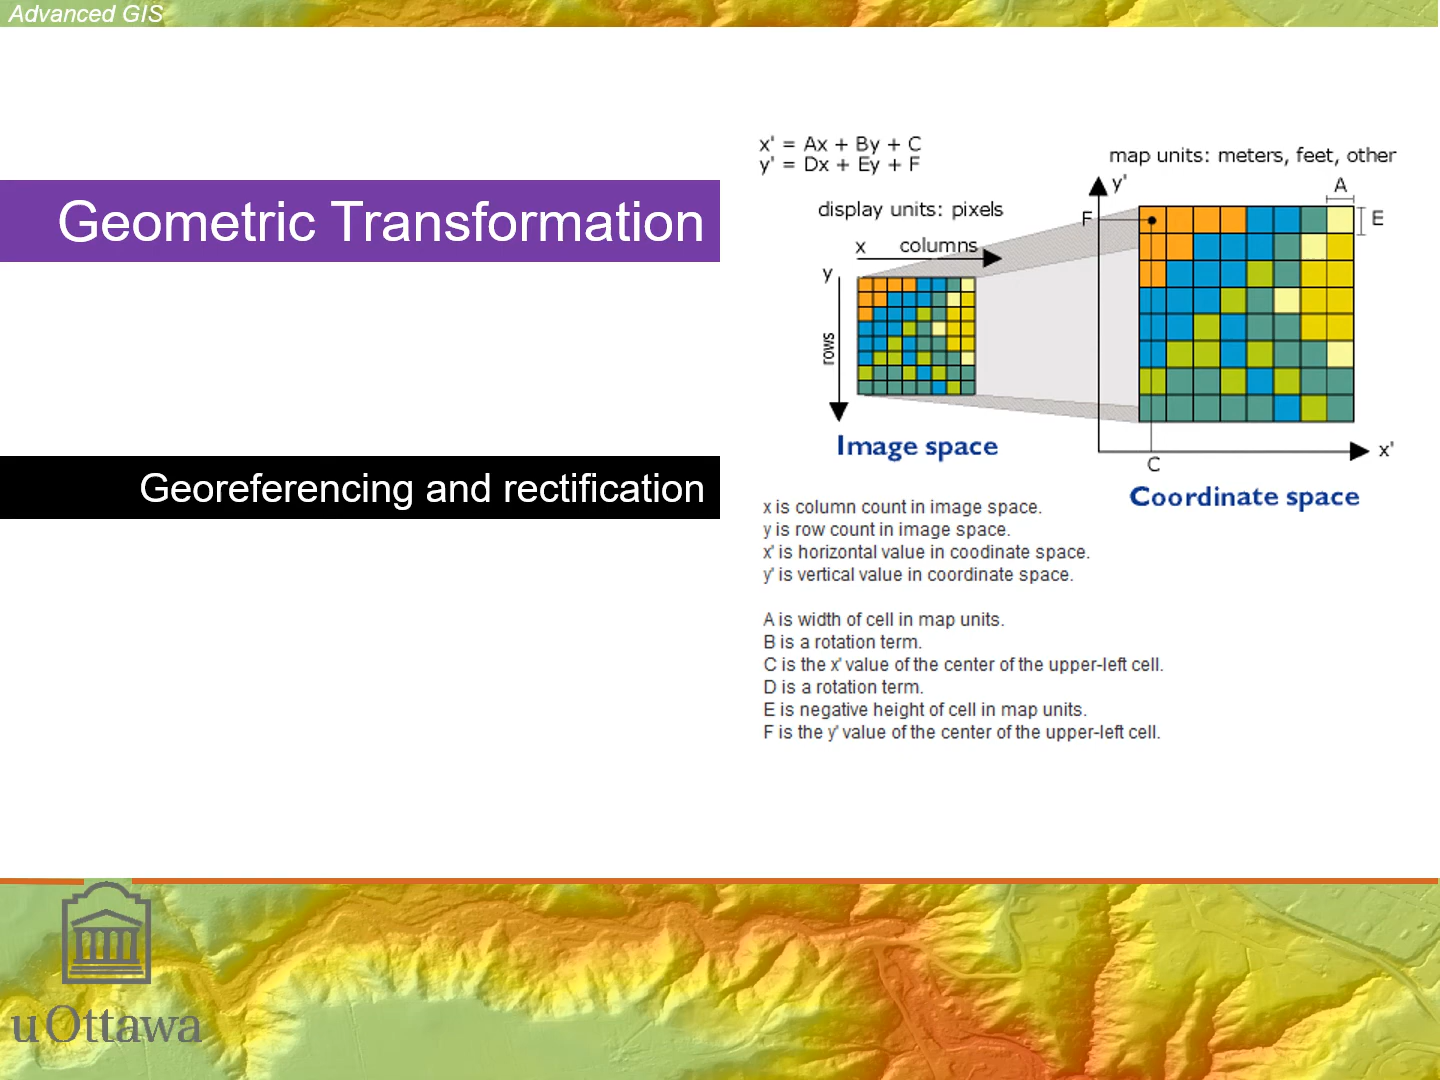 Advanced GIS
Geometric Transformation
Georeferencing and rectification
x' = Ax + By + C
y' = Dx + Ey + F
map units: meters, feet, other
display units: pixels
x columns
y
rows
y'
A
F
E
x'
C
Image space
Coordinate space
x is column count in image space.
y is row count in image space.
x' is horizontal value in coodinate space.
y' is vertical value in coordinate space.
A is width of cell in map units.
B is a rotation term.
C is the x' value of the center of the upper-left cell.
D is a rotation term.
E is negative height of cell in map units.
F is the y' value of the center of the upper-left cell.
uOttawa